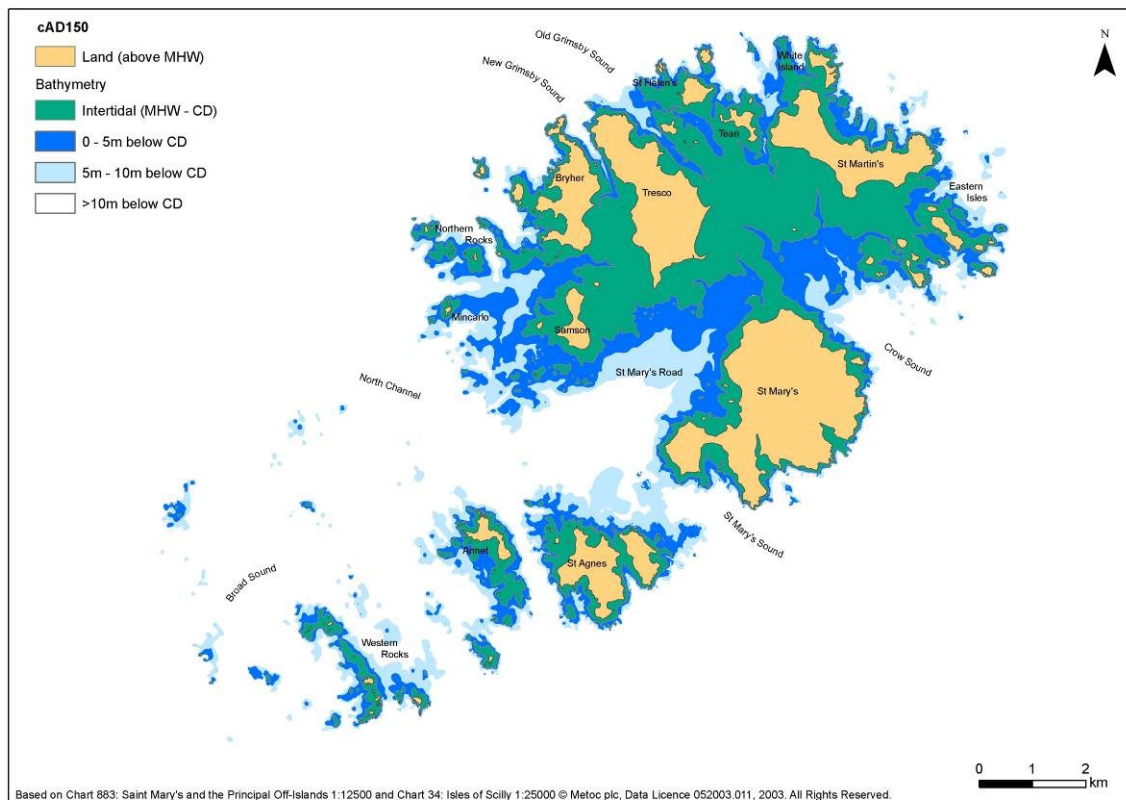 cAD150
Land (above MHW)
Bathymetry
Intertidal (MHW - CD)
0 - 5m below CD
5m - 10m below CD
>10m below CD
N
Old Grimsby Sound
New Grimsby Sound
White
Island
St Helen's
Tean
St Martin's
Bryher
Tresco
Eastern
Isles
Northern
Rocks
Mincarlo
Samson
St Mary's Road
Crow Sound
North Channel
St Mary's
St Mary's Sound
Annet
St Agnes
Broad Sound
Western
Rocks
0 1 2
km
Based on Chart 883: Saint Mary's and the Principal Off-Islands 1:12500 and Chart 34: Isles of Scilly 1:25000 © Metoc plc, Data Licence 052003.011, 2003. All Rights Reserved.